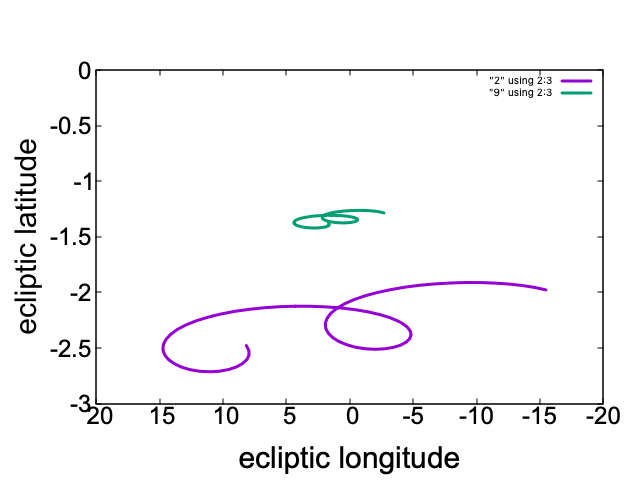 "2" using 2:3
"9" using 2:3
0
-0.5
-1
-1.5
-2
-2.5
-3
ecliptic latitude
20 15 10 5 0 -5 -10 -15 -20
ecliptic longitude